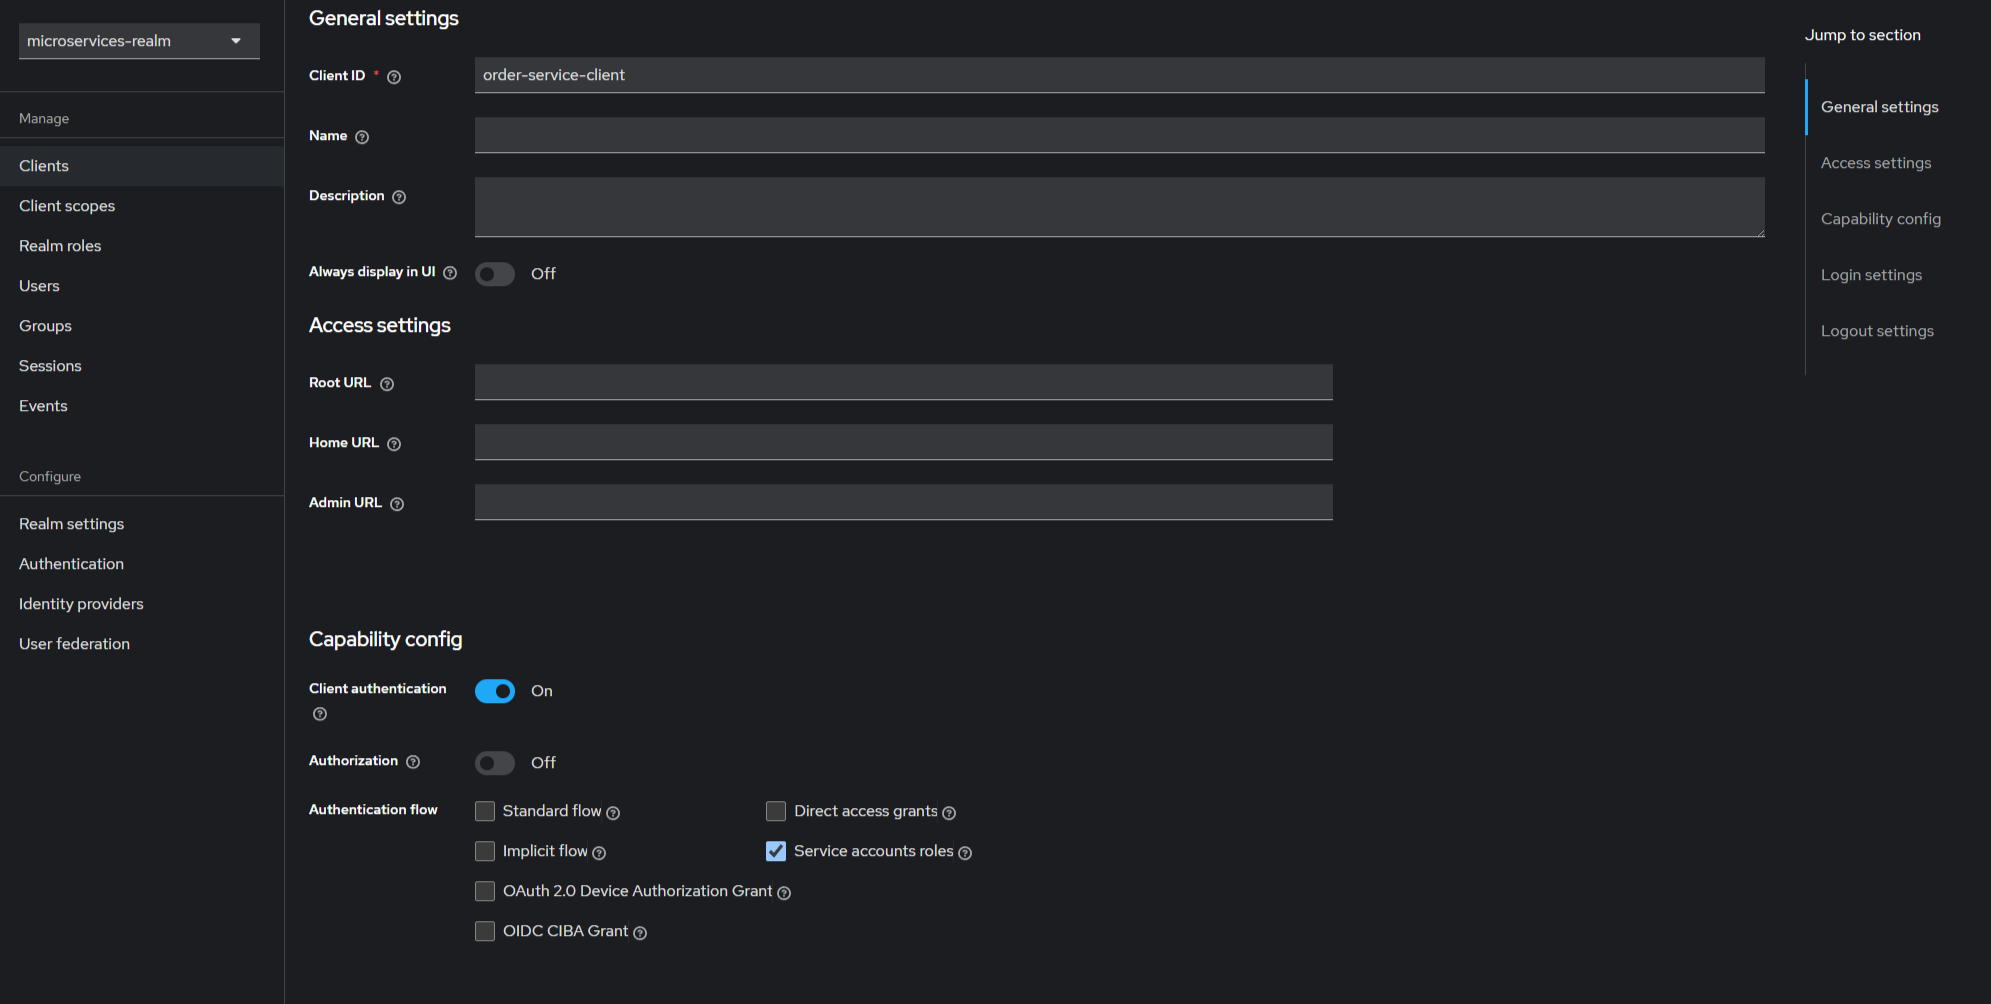 microservices-realm
Manage
Clients
Client scopes
Realm roles
Users
Groups
Sessions
Events
Configure
Realm settings
Authentication
Identity providers
User federation
General settings
Client ID *
order-service-client
Name
Description
Always display in UI
Off
Access settings
Root URL
Home URL
Admin URL
Capability config
Client authentication
On
Authorization
Off
Authentication flow
Standard flow
Direct access grants
Implicit flow
Service accounts roles
OAuth 2.0 Device Authorization Grant
OIDC CIBA Grant
Jump to section
General settings
Access settings
Capability config
Login settings
Logout settings